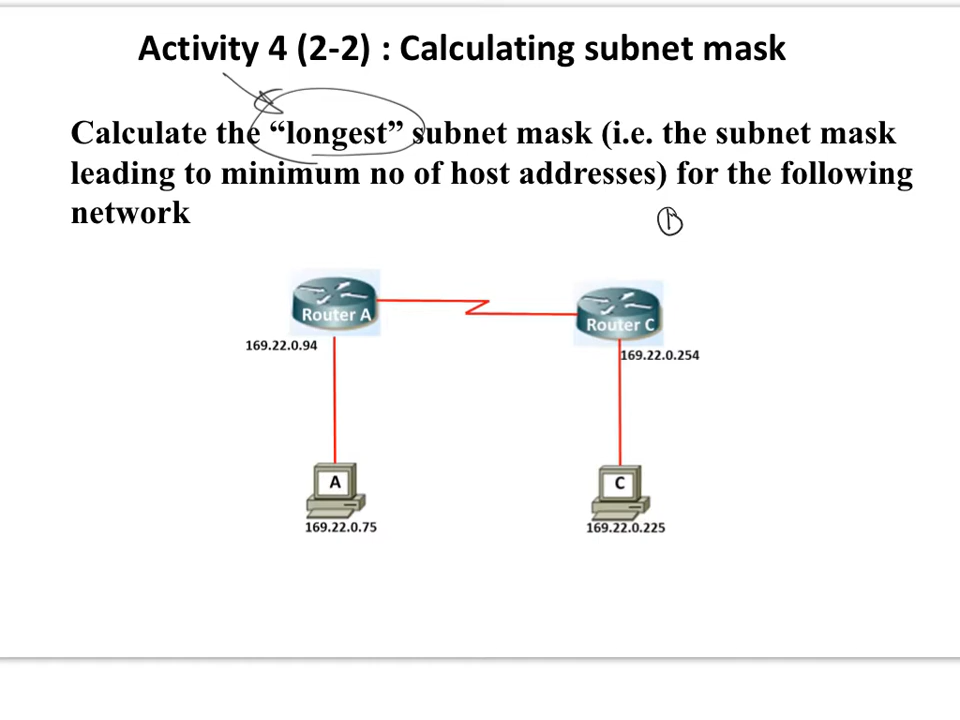 Activity 4 (2-2) : Calculating subnet mask
Calculate the “longest” subnet mask (i.e. the subnet mask
leading to minimum no of host addresses) for the following
network
Router A
Router C
169.22.0.94
169.22.0.254
A
C
169.22.0.75
169.22.0.225